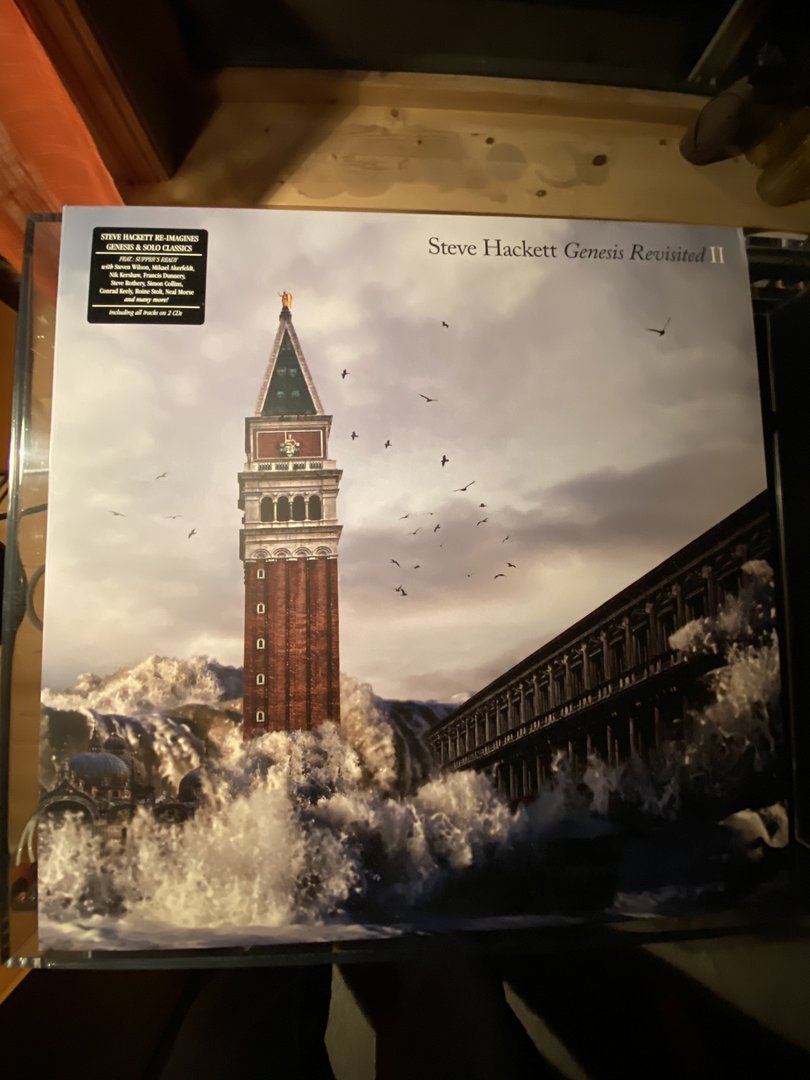 STEVE HACKETT RE-IMAGINES
GENESIS & SOLO CLASSICS
FEAT. SUPPER'S READY
with Steven Wilson, Mikael Akerfeldt,
Nik Kershaw, Francis Dunnery,
Steve Rothery, Simon Collins,
Conrad Keely, Roine Stolt, Neal Morse
and many more!
Including all tracks on 2 CDs
Steve Hackett Genesis Revisited II